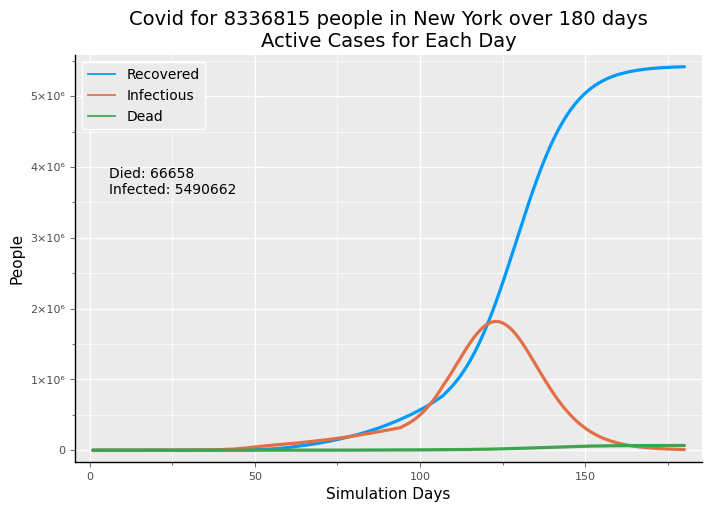 Covid for 8336815 people in New York over 180 days
Active Cases for Each Day
Recovered
Infectious
Dead
5×10⁶
4×10⁶
3×10⁶
2×10⁶
1×10⁶
0
Died: 66658
Infected: 5490662
People
0
50
100
150
Simulation Days